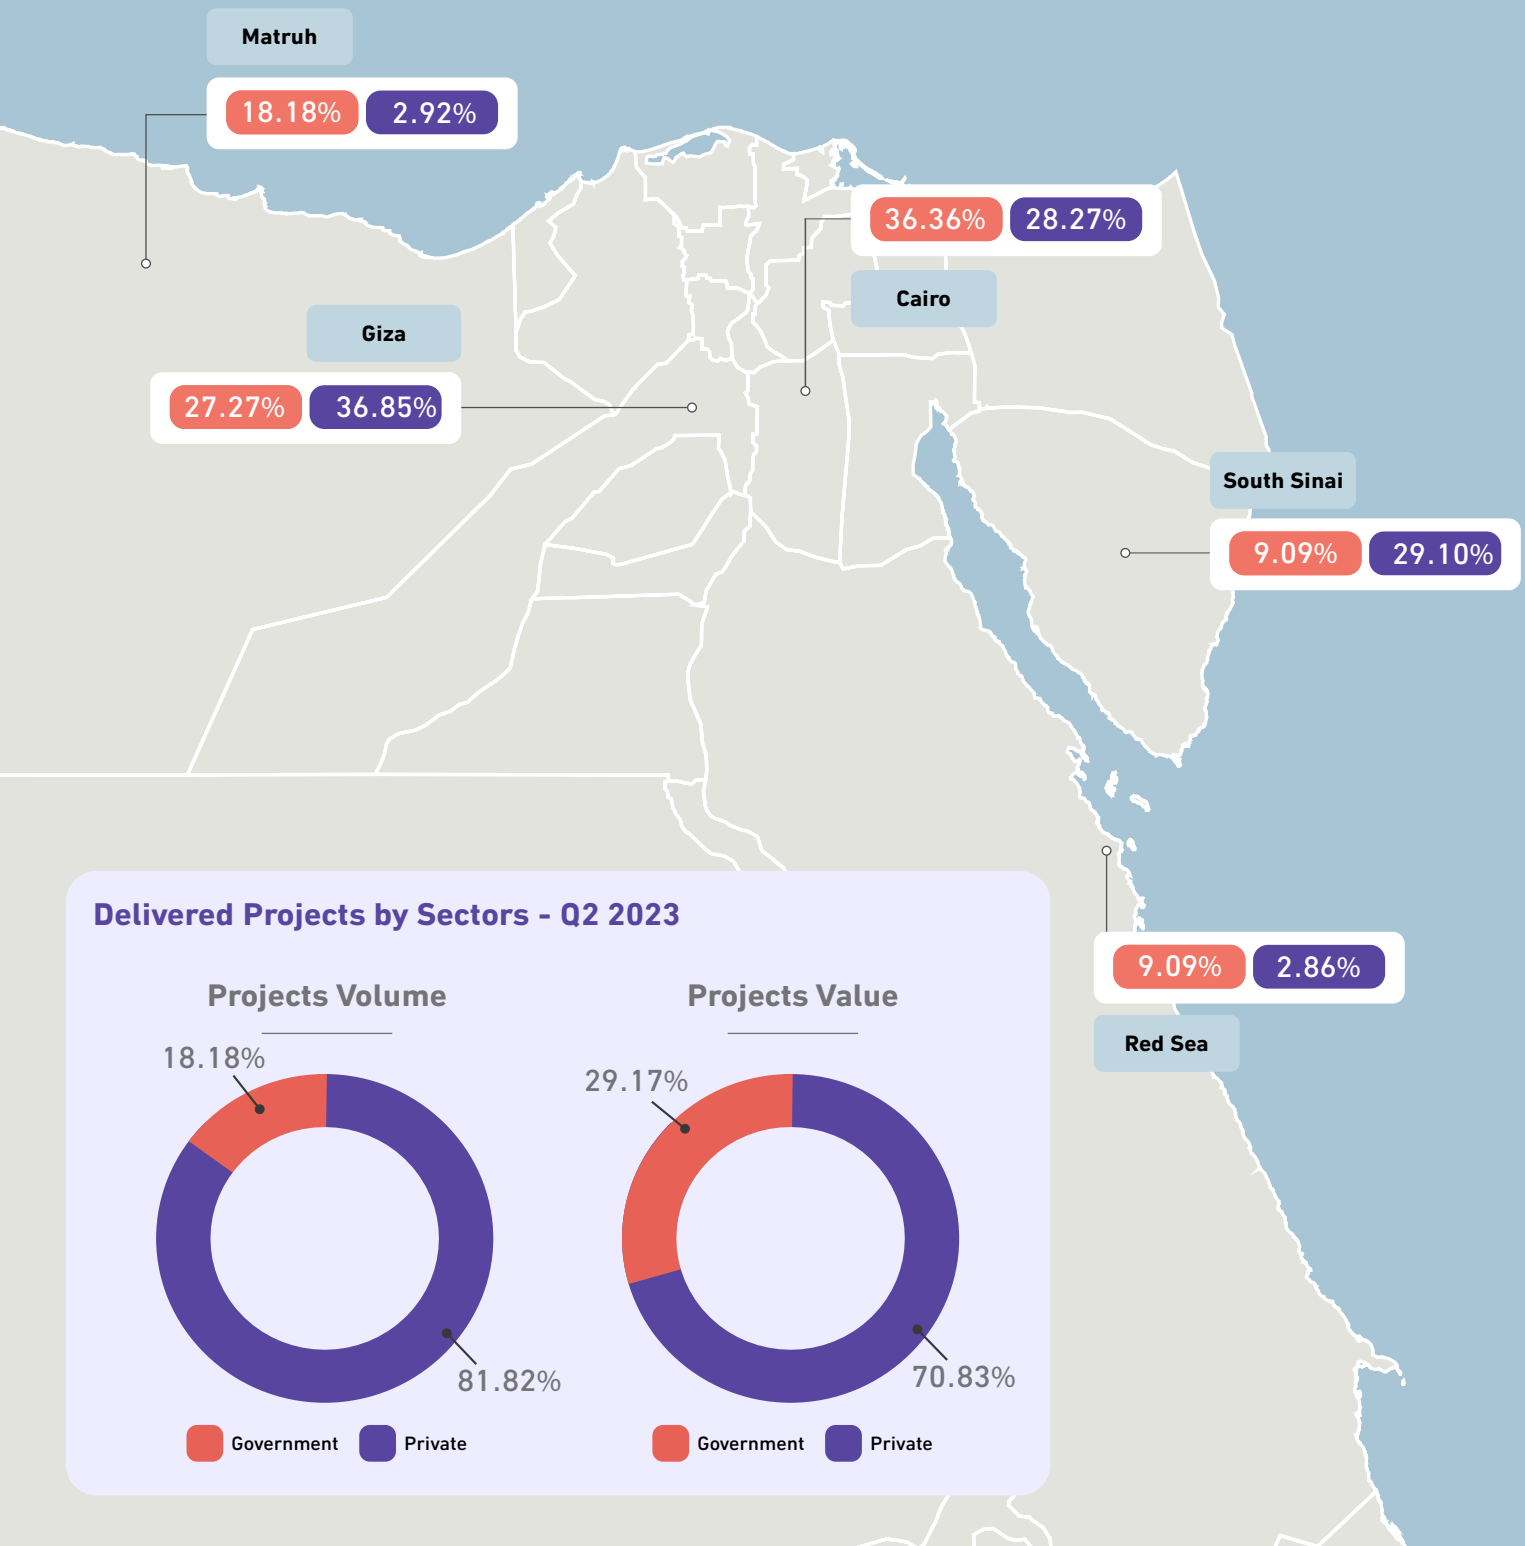 Matruh
18.18% 2.92%
36.36% 28.27%
Cairo
Giza
27.27% 36.85%
South Sinai
9.09% 29.10%
9.09% 2.86%
Red Sea
Delivered Projects by Sectors - Q2 2023
Projects Volume
18.18%
81.82%
Government Private
Projects Value
29.17%
70.83%
Government Private